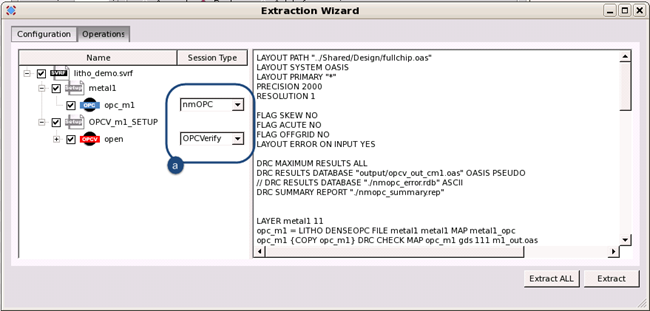 Extraction Wizard
Configuration
Operations
Name
Session Type
SVRF
litho_demo.svrf
metal1
OPC
opc_m1
nmOPC
OPCV_m1_SETUP
OPCV
open
OPCVerify
a
LAYOUT PATH "../Shared/Design/fullchip.oas"
LAYOUT SYSTEM OASIS
LAYOUT PRIMARY "*"
PRECISION 2000
RESOLUTION 1
FLAG SKEW NO
FLAG ACUTE NO
FLAG OFFGRID NO
LAYOUT ERROR ON INPUT YES
DRC MAXIMUM RESULTS ALL
DRC RESULTS DATABASE "output/opcv_out_cm1.oas" OASIS PSEUDO
// DRC RESULTS DATABASE "./nmopc_error.rdb" ASCII
DRC SUMMARY REPORT "./nmopc_summary.rep"
LAYER metal1 11
opc_m1 = LITHO DENSEOPC FILE metal1 metal1 MAP metal1_opc
opc_m1 {COPY opc_m1} DRC CHECK MAP opc_m1 gds 111 m1_out.oas
Extract ALL
Extract